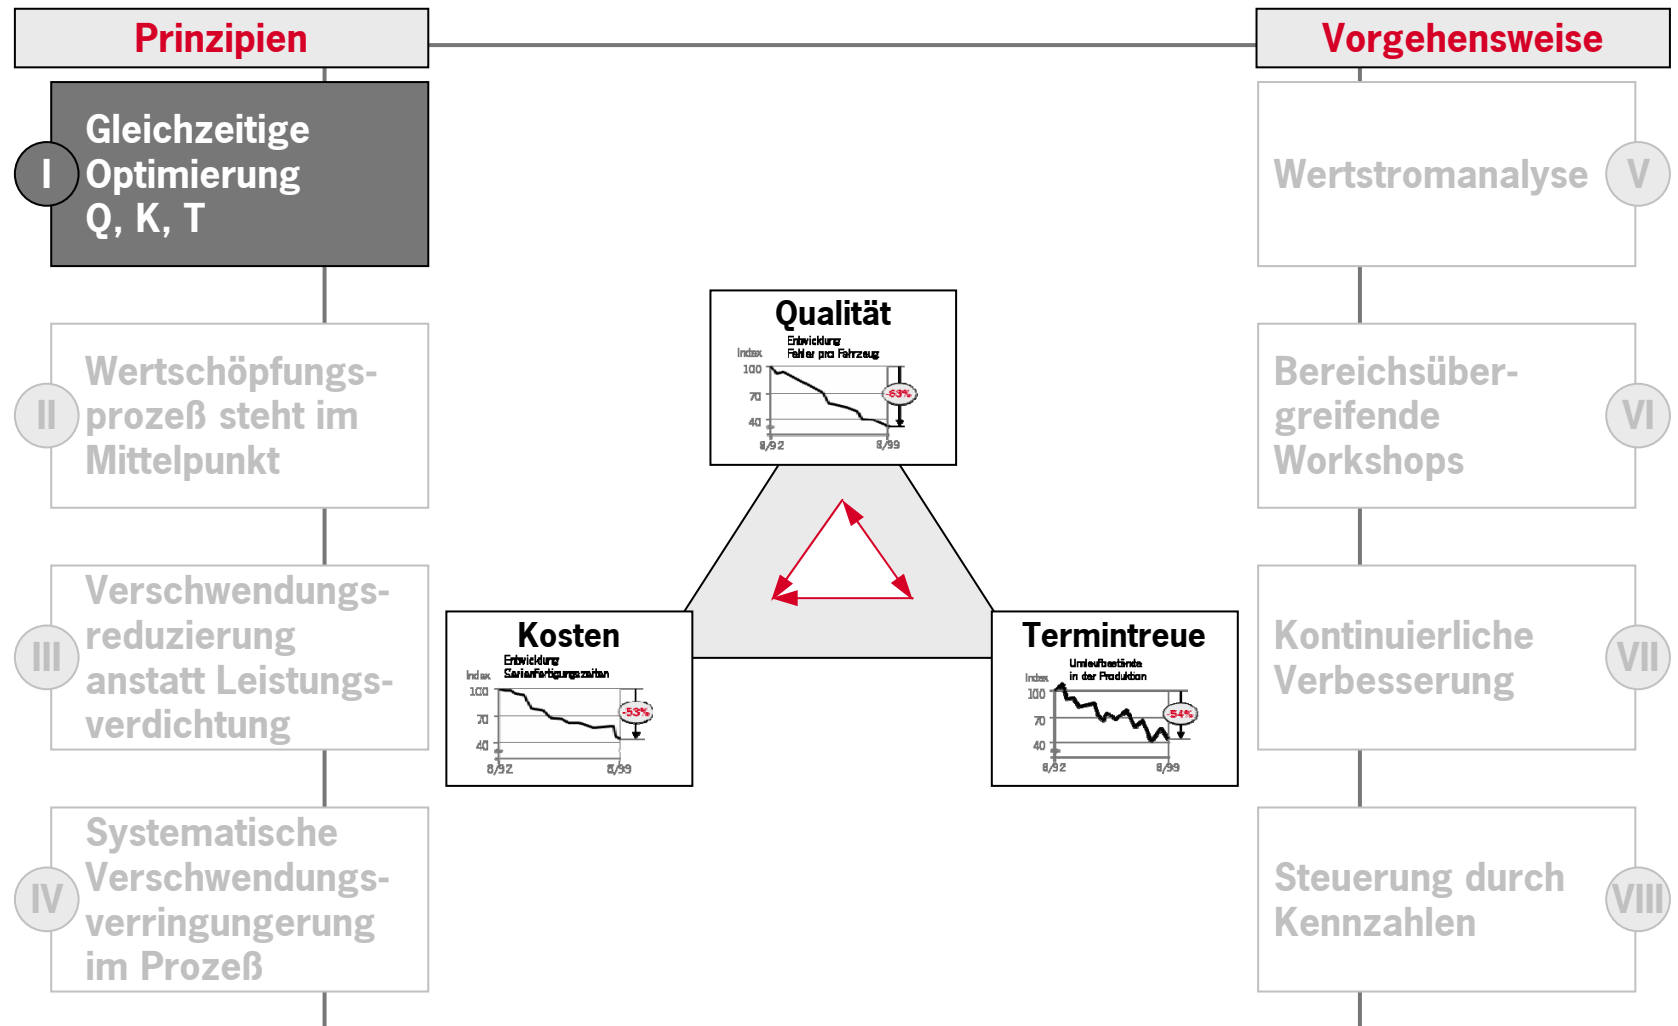 Prinzipien
Vorgehensweise
I
Gleichzeitige
Optimierung
Q, K, T
II
Wertschöpfungs-
prozeß steht im
Mittelpunkt
III
Verschwendungs-
reduzierung
anstatt Leistungs-
verdichtung
IV
Systematische
Verschwendungs-
verringungerung
im Prozeß
Qualität
Entwicklung
Fehler pro Fahrzeug
Index
100
70
40
-63%
8/92
8/99
Kosten
Entwicklung
Serienfertigungszeiten
Index
100
70
40
-53%
8/92
8/99
Termintreue
Umlaufbestände
in der Produktion
Index
100
70
40
-54%
8/92
8/99
Wertstromanalyse
V
Bereichsüber-
greifende
Workshops
VI
Kontinuierliche
Verbesserung
VII
Steuerung durch
Kennzahlen
VIII